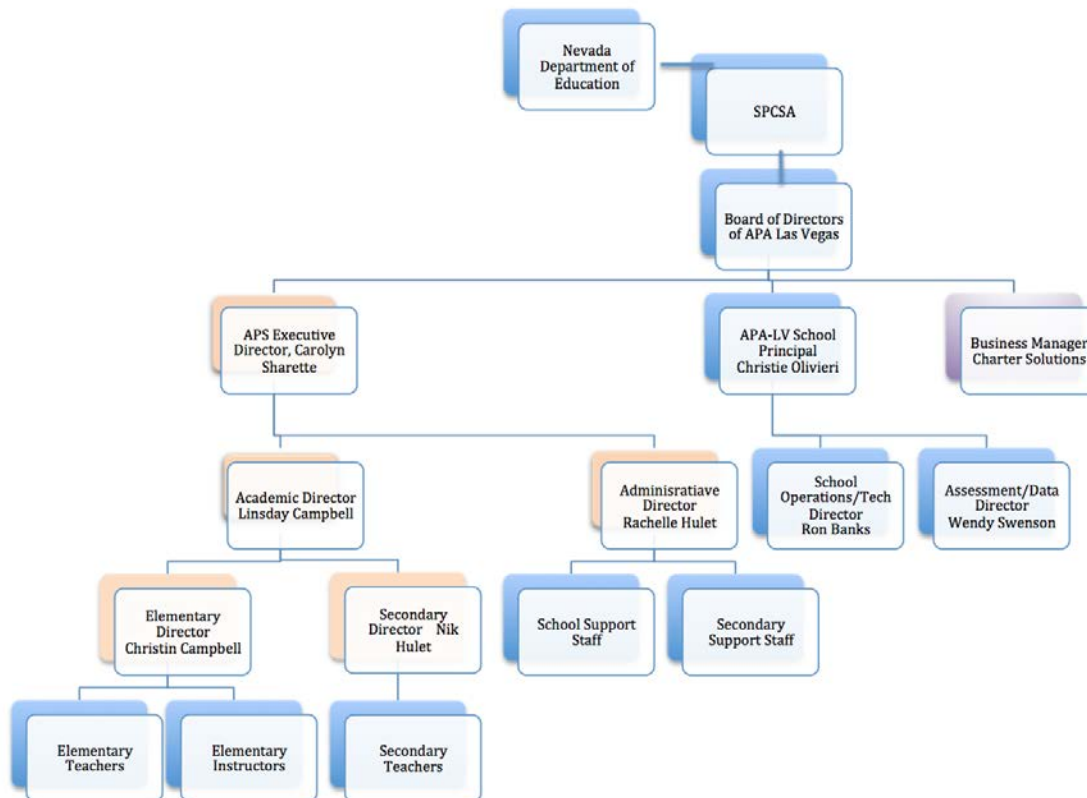 Nevada
Department of
Education
SPCSA
Board of Directors
of APA Las Vegas
APS Executive
Director, Carolyn
Sharette
APA-LV School
Principal
Christie Olivieri
Business Manager
Charter Solutions
Academic Director
Linsday Campbell
Adminisratiave
Director
Rachelle Hulet
School
Operations/Tech
Director
Ron Banks
Assessment/Data
Director
Wendy Swenson
Elementary
Director
Christin Campbell
Secondary
Director Nik
Hulet
School Support
Staff
Secondary
Support Staff
Elementary
Teachers
Elementary
Instructors
Secondary
Teachers